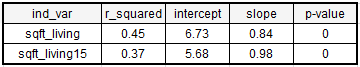 ind_var r_squared intercept slope p-value
sqft_living 0.45 6.73 0.84 0
sqft_living15 0.37 5.68 0.98 0